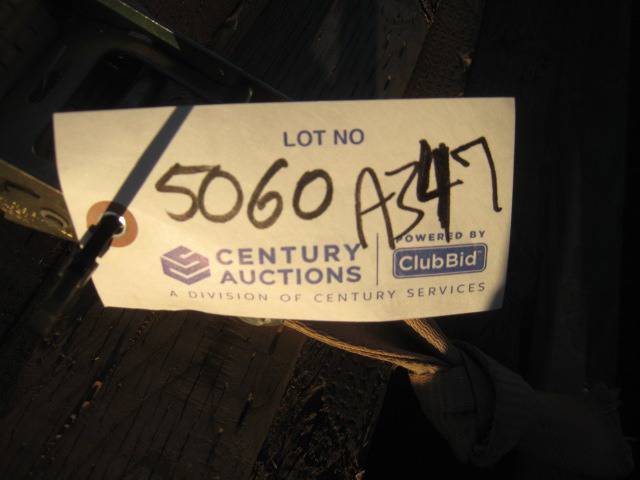 LOT NO
5060 A347
CENTURY AUCTIONS
POWERED BY
ClubBid
A DIVISION OF CENTURY SERVICES